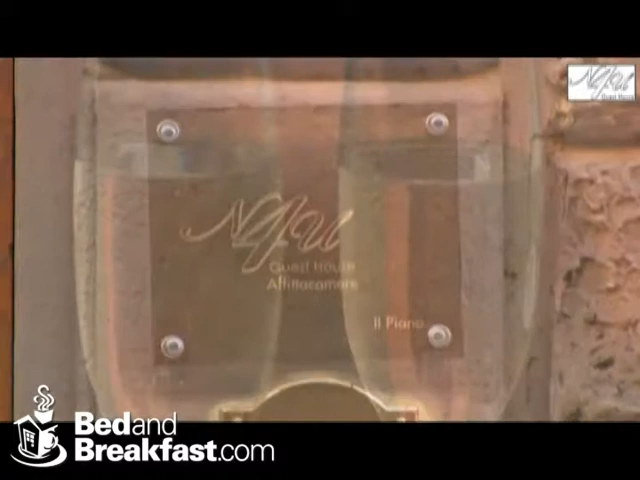 Guest House
Affittacamere
II Piano
Bedand
Breakfast.com